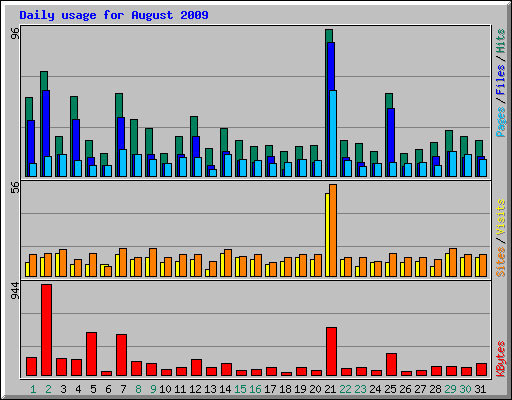 Daily usage for August 2009
96
Pages / Files / Hits
56
Sites / Visits
944
KBytes
1 2 3 4 5 6 7 8 9 10 11 12 13 14 15 16 17 18 19 20 21 22 23 24 25 26 27 28 29 30 31